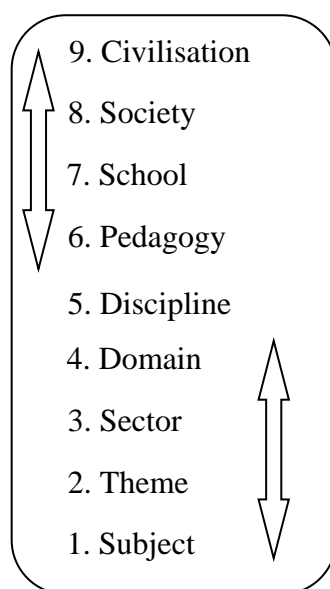 9. Civilisation
8. Society
7. School
6. Pedagogy
5. Discipline
4. Domain
3. Sector
2. Theme
1. Subject